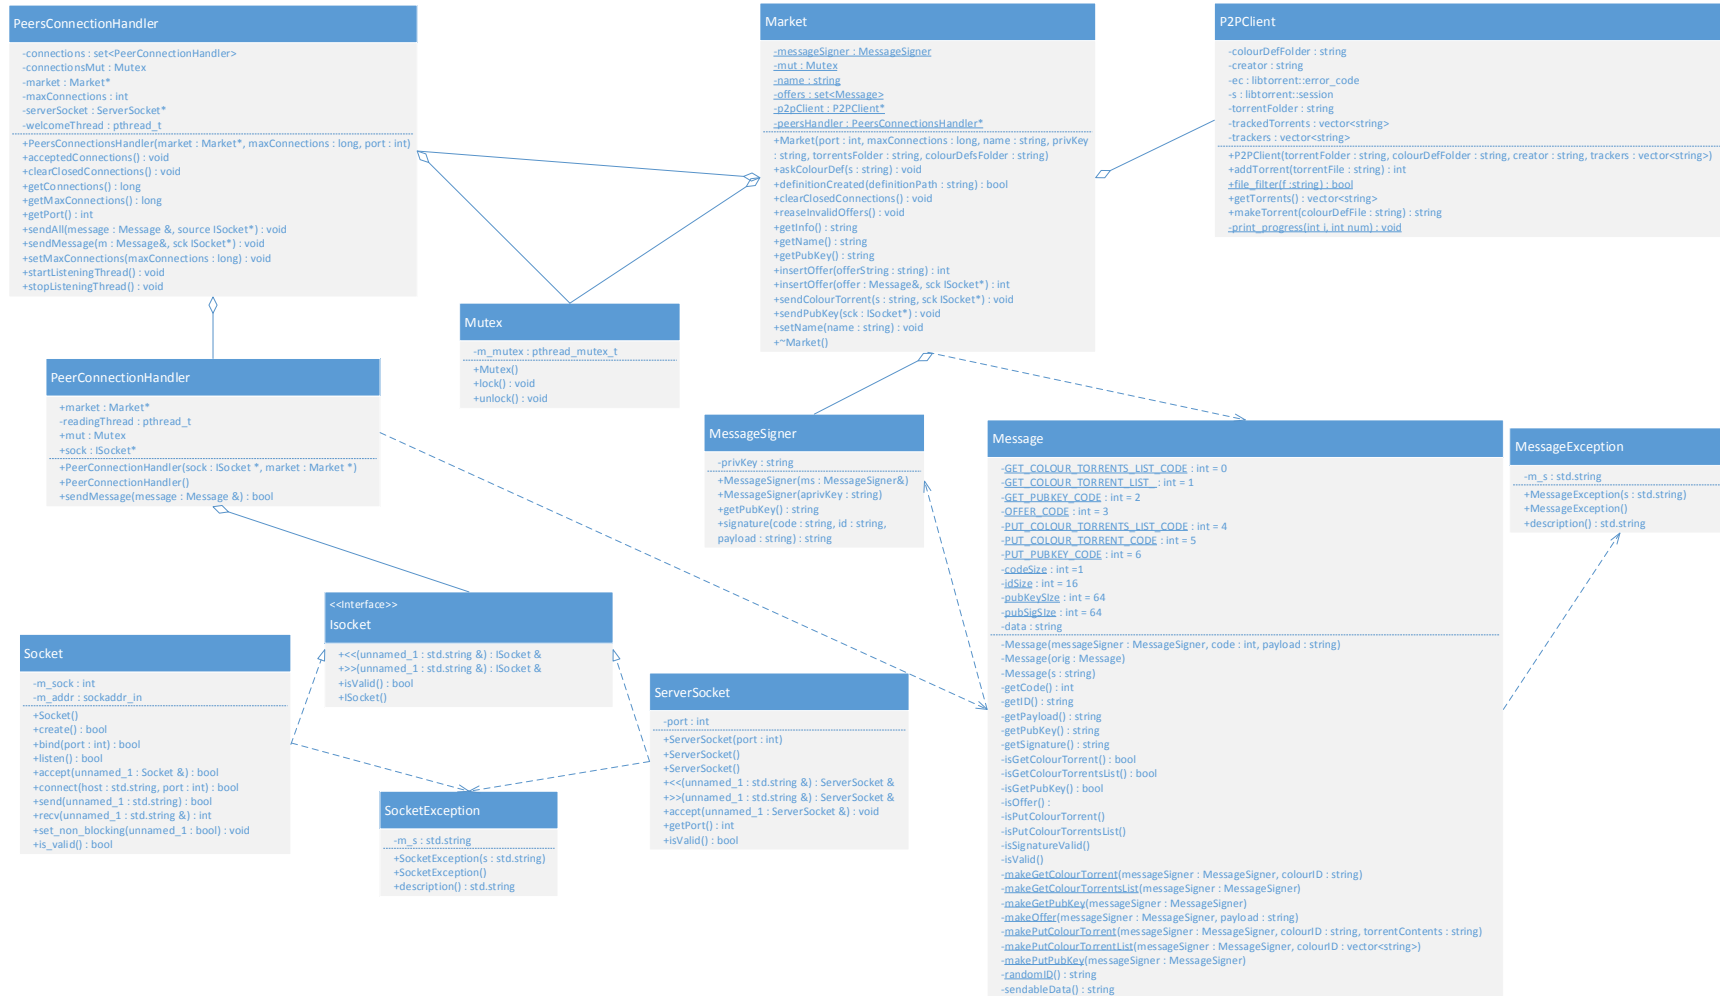 PeersConnectionHandler
-connections : set<PeerConnectionHandler>
-connectionsMut : Mutex
-market : Market*
-maxConnections : int
-serverSocket : ServerSocket*
-welcomeThread : pthread_t
+PeersConnectionsHandler(market : Market*, maxConnections : long, port : int)
+acceptedConnections() : void
+clearClosedConnections() : void
+getConnections() : long
+getMaxConnections() : long
+getPort() : int
+sendAll(message : Message &, source ISocket*) : void
+sendMessage(m : Message&, sck ISocket*) : void
+setMaxConnections(maxConnections : long) : void
+startListeningThread() : void
+stopListeningThread() : void
Market
-messageSigner : MessageSigner
-mut : Mutex
-name : string
-offers : set<Message>
-p2pClient : P2PClient*
-peersHandler : PeersConnectionsHandler*
+Market(port : int, maxConnections : long, name : string, privKey
: string, torrentsFolder : string, colourDefsFolder : string)
+askColourDef(s : string) : void
+definitionCreated(definitionPath : string) : bool
+clearClosedConnections() : void
+reaseInvalidOffers() : void
+getInfo() : string
+getName() : string
+getPubKey() : string
+insertOffer(offerString : string) : int
+insertOffer(offer : Message&, sck ISocket*) : int
+sendColourTorrent(s : string, sck ISocket*) : void
+sendPubKey(sck : ISocket*) : void
+setName(name : string) : void
+~Market()
P2PClient
-colourDefFolder : string
-creator : string
-ec : libtorrent::error_code
-s : libtorrent::session
-torrentFolder : string
-trackedTorrents : vector<string>
-trackers : vector<string>
+P2PClient(torrentFolder : string, colourDefFolder : string, creator : string, trackers : vector<string>)
+addTorrent(torrentFile : string) : int
+file_filter(f :string) : bool
+getTorrents() : vector<string>
+makeTorrent(colourDefFile : string) : string
-print_progress(int i, int num) : void
Mutex
-m_mutex : pthread_mutex_t
+Mutex()
+lock() : void
+unlock() : void
PeerConnectionHandler
+market : Market*
-readingThread : pthread_t
+mut : Mutex
+sock : ISocket*
+PeerConnectionHandler(sock : ISocket *, market : Market *)
+PeerConnectionHandler()
+sendMessage(message : Message &) : bool
MessageSigner
-privKey : string
+MessageSigner(ms : MessageSigner&)
+MessageSigner(aprivKey : string)
+getPubKey() : string
+signature(code : string, id : string,
payload : string) : string
Message
-GET_COLOUR_TORRENTS_LIST_CODE : int = 0
-GET_COLOUR_TORRENT_LIST_ : int = 1
-GET_PUBKEY_CODE : int = 2
-OFFER_CODE : int = 3
-PUT_COLOUR_TORRENTS_LIST_CODE : int = 4
-PUT_COLOUR_TORRENT_CODE : int = 5
-PUT_PUBKEY_CODE : int = 6
-codeSize : int =1
-idSize : int = 16
-pubKeySIze : int = 64
-pubSigSIze : int = 64
-data : string
-Message(messageSigner : MessageSigner, code : int, payload : string)
-Message(orig : Message)
-Message(s : string)
-getCode() : int
-getID() : string
-getPayload() : string
-getPubKey() : string
-getSignature() : string
-isGetColourTorrent() : bool
-isGetColourTorrentsList() : bool
-isGetPubKey() : bool
-isOffer() :
-isPutColourTorrent()
-isPutColourTorrentsList()
-isSignatureValid()
-isValid()
-makeGetColourTorrent(messageSigner : MessageSigner, colourID : string)
-makeGetColourTorrentsList(messageSigner : MessageSigner)
-makeGetPubKey(messageSigner : MessageSigner)
-makeOffer(messageSigner : MessageSigner, payload : string)
-makePutColourTorrent(messageSigner : MessageSigner, colourID : string, torrentContents : string)
-makePutColourTorrentList(messageSigner : MessageSigner, colourID : vector<string>)
-makePutPubKey(messageSigner : MessageSigner)
-randomID() : string
-sendableData() : string
MessageException
-m_s : std.string
+MessageException(s : std.string)
+MessageException()
+description() : std.string
<<Interface>>
Isocket
+<<(unnamed_1 : std.string &) : ISocket &
+>>(unnamed_1 : std.string &) : ISocket &
+isValid() : bool
+ISocket()
Socket
-m_sock : int
-m_addr : sockaddr_in
+Socket()
+create() : bool
+bind(port : int) : bool
+listen() : bool
+accept(unnamed_1 : Socket &) : bool
+connect(host : std.string, port : int) : bool
+send(unnamed_1 : std.string) : bool
+recv(unnamed_1 : std.string &) : int
+set_non_blocking(unnamed_1 : bool) : void
+is_valid() : bool
ServerSocket
-port : int
+ServerSocket(port : int)
+ServerSocket()
+ServerSocket()
+<<(unnamed_1 : std.string &) : ServerSocket &
+>>(unnamed_1 : std.string &) : ServerSocket &
+accept(unnamed_1 : ServerSocket &) : void
+getPort() : int
+isValid() : bool
SocketException
-m_s : std.string
+SocketException(s : std.string)
+SocketException()
+description() : std.string